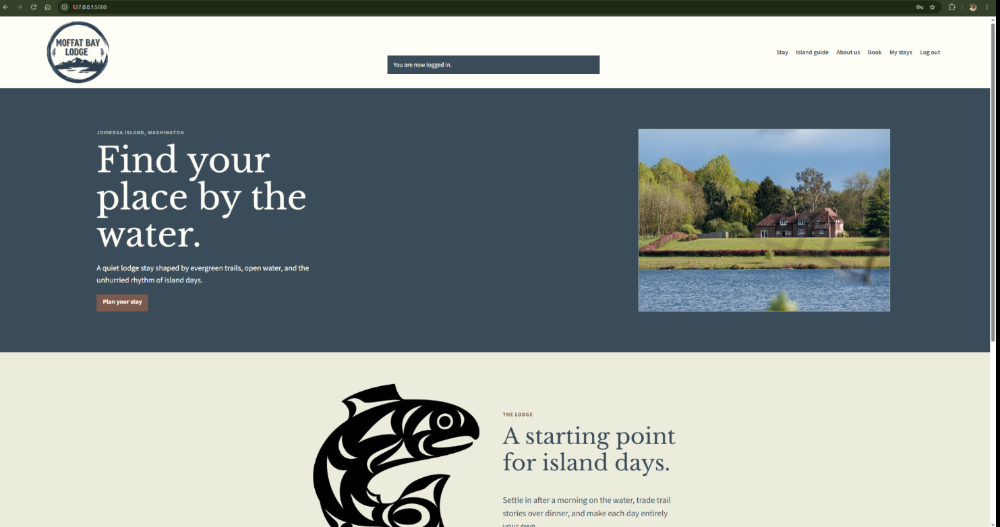 127.0.0.1:5000
MOFFAT BAY
LODGE
Stay Island guide About us Book My stays Log out
You are now logged in.
JOVIEDSA ISLAND, WASHINGTON
Find your
place by the
water.
A quiet lodge stay shaped by evergreen trails, open water, and the
unhurried rhythm of island days.
Plan your stay
THE LODGE
A starting point
for island days.
Settle in after a morning on the water, trade trail
stories over dinner, and make each day entirely
your own.